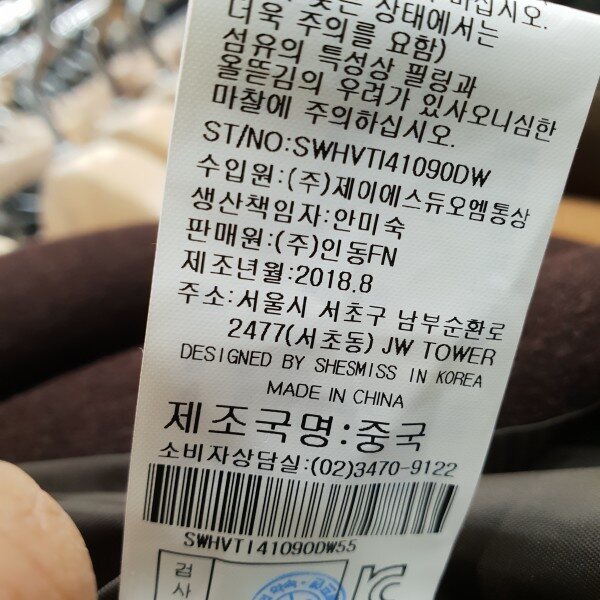 상태에서는
더욱 주의를 요함)
섬유의 특성상 필링과
올뜯김의 우려가 있사오니심한
마찰에 주의하십시오.
ST/NO:SWHVTI41090DW
수입원:(주)제이에스듀오엠통상
생산책임자:안미숙
판매원:(주)인동FN
제조년월:2018.8
주소:서울시 서초구 남부순환로
2477(서초동) JW TOWER
DESIGNED BY SHESMISS IN KOREA
MADE IN CHINA
제조국명:중국
소비자상담실:(02)3470-9122
SWHVTI41090DW55
검
사